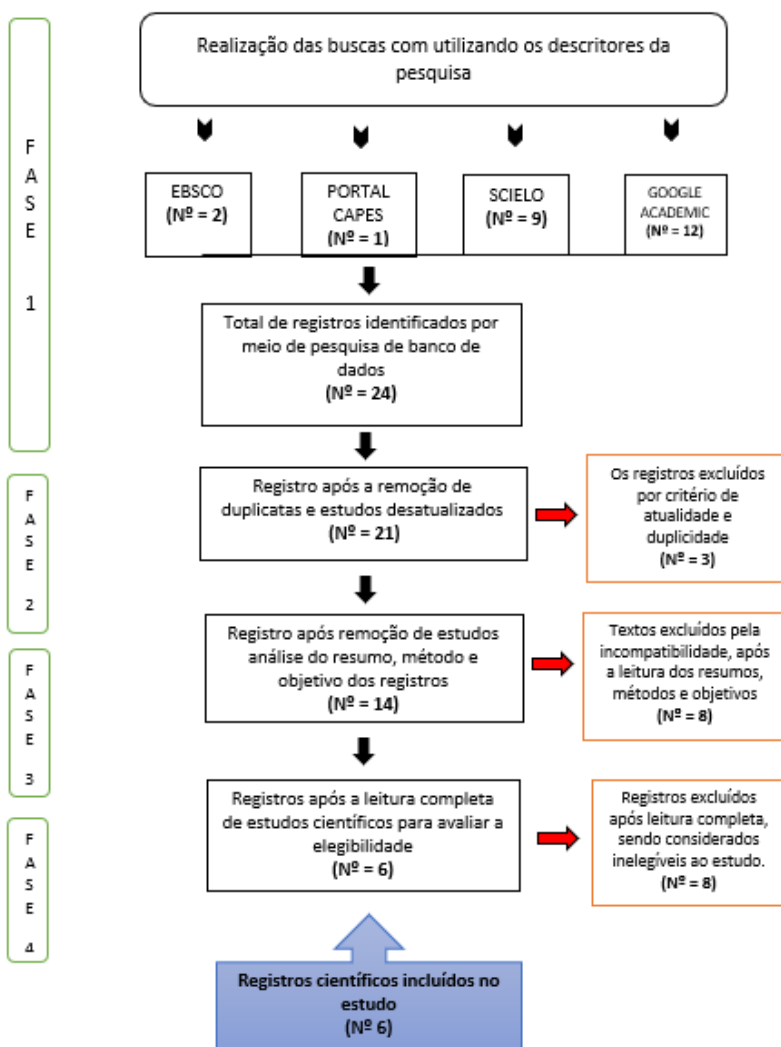 Realização das buscas com utilizando os descritores da
pesquisa
F
A
S
E
1
EBSCO
(Nº = 2)
PORTAL
CAPES
(Nº = 1)
SCIELO
(Nº = 9)
GOOGLE
ACADEMIC
(Nº = 12)
Total de registros identificados por
meio de pesquisa de banco de
dados
(Nº = 24)
F
A
S
E
2
Registro após a remoção de
duplicatas e estudos desatualizados
(Nº = 21)
Os registros excluídos
por critério de
atualidade e
duplicidade
(Nº = 3)
F
A
S
E
3
Registro após remoção de estudos
análise do resumo, método e
objetivo dos registros
(Nº = 14)
Textos excluídos pela
incompatibilidade, após
a leitura dos resumos,
métodos e objetivos
(Nº = 8)
F
A
S
E
4
Registros após a leitura completa
de estudos científicos para avaliar a
elegibilidade
(Nº = 6)
Registros excluídos
após leitura completa,
sendo considerados
inelegíveis ao estudo.
(Nº = 8)
Registros científicos incluídos no
estudo
(Nº 6)